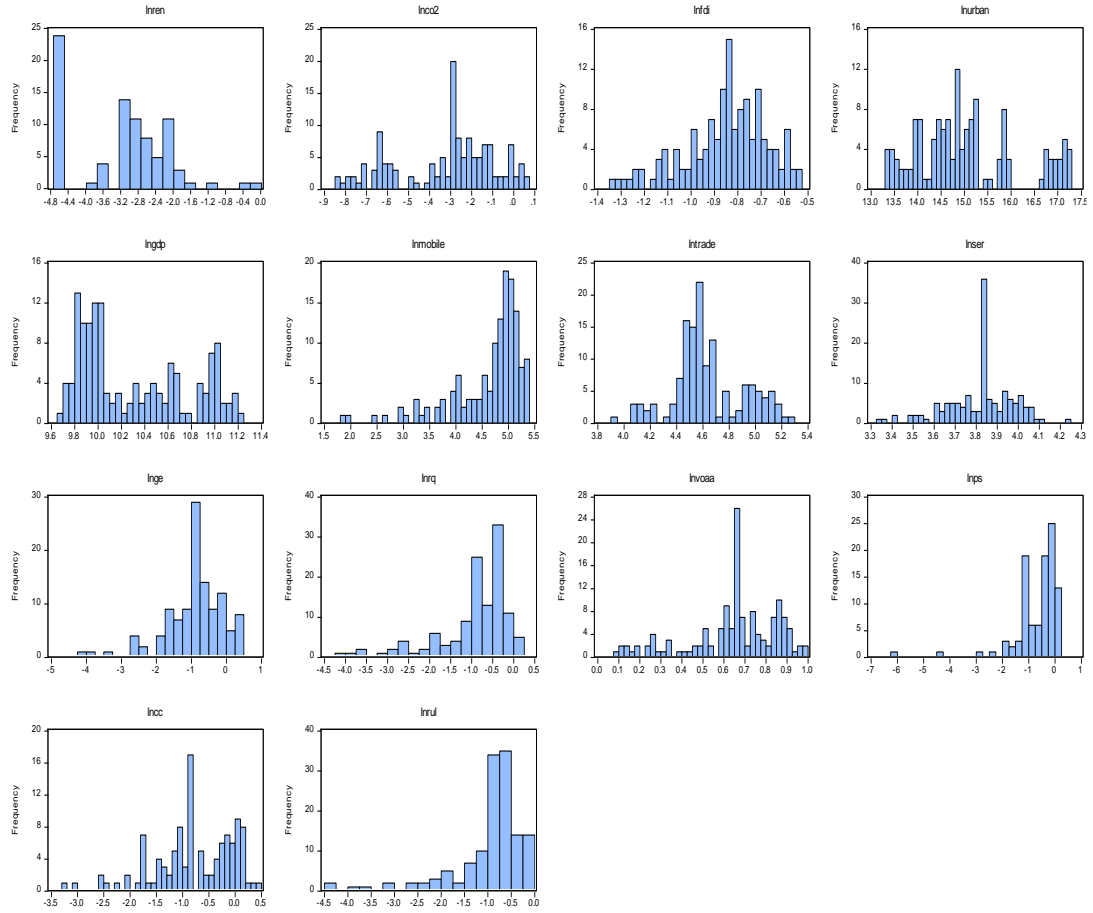 lnren
25
20
15
10
5
0
Frequency
-4.8 -4.4 -4.0 -3.6 -3.2 -2.8 -2.4 -2.0 -1.6 -1.2 -0.8 -0.4 0.0
lnco2
25
20
15
10
5
0
Frequency
-9 -8 -7 -6 -5 -4 -3 -2 -1 0 1
lnfdi
16
12
8
4
0
Frequency
-1.4 -1.3 -1.2 -1.1 -1.0 -0.9 -0.8 -0.7 -0.6 -0.5
lnurban
16
12
8
4
0
Frequency
13.0 13.5 14.0 14.5 15.0 15.5 16.0 16.5 17.0 17.5
lngdp
16
12
8
4
0
Frequency
9.6 9.8 10.0 10.2 10.4 10.6 10.8 11.0 11.2 11.4
lnmobile
20
15
10
5
0
Frequency
1.5 2.0 2.5 3.0 3.5 4.0 4.5 5.0 5.5
lntrade
25
20
15
10
5
0
Frequency
3.8 4.0 4.2 4.4 4.6 4.8 5.0 5.2 5.4
lnser
40
30
20
10
0
Frequency
3.3 3.4 3.5 3.6 3.7 3.8 3.9 4.0 4.1 4.2 4.3
lnge
30
20
10
0
Frequency
-5 -4 -3 -2 -1 0 1
lnrq
40
30
20
10
0
Frequency
-4.5 -4.0 -3.5 -3.0 -2.5 -2.0 -1.5 -1.0 -0.5 0.0 0.5
lnvoaa
28
24
20
16
12
8
4
0
Frequency
0.0 0.1 0.2 0.3 0.4 0.5 0.6 0.7 0.8 0.9 1.0
lnps
30
25
20
15
10
5
0
Frequency
-7 -6 -5 -4 -3 -2 -1 0 1
lncc
20
16
12
8
4
0
Frequency
-3.5 -3.0 -2.5 -2.0 -1.5 -1.0 -0.5 0.0 0.5
lnrul
40
30
20
10
0
Frequency
-4.5 -4.0 -3.5 -3.0 -2.5 -2.0 -1.5 -1.0 -0.5 0.0